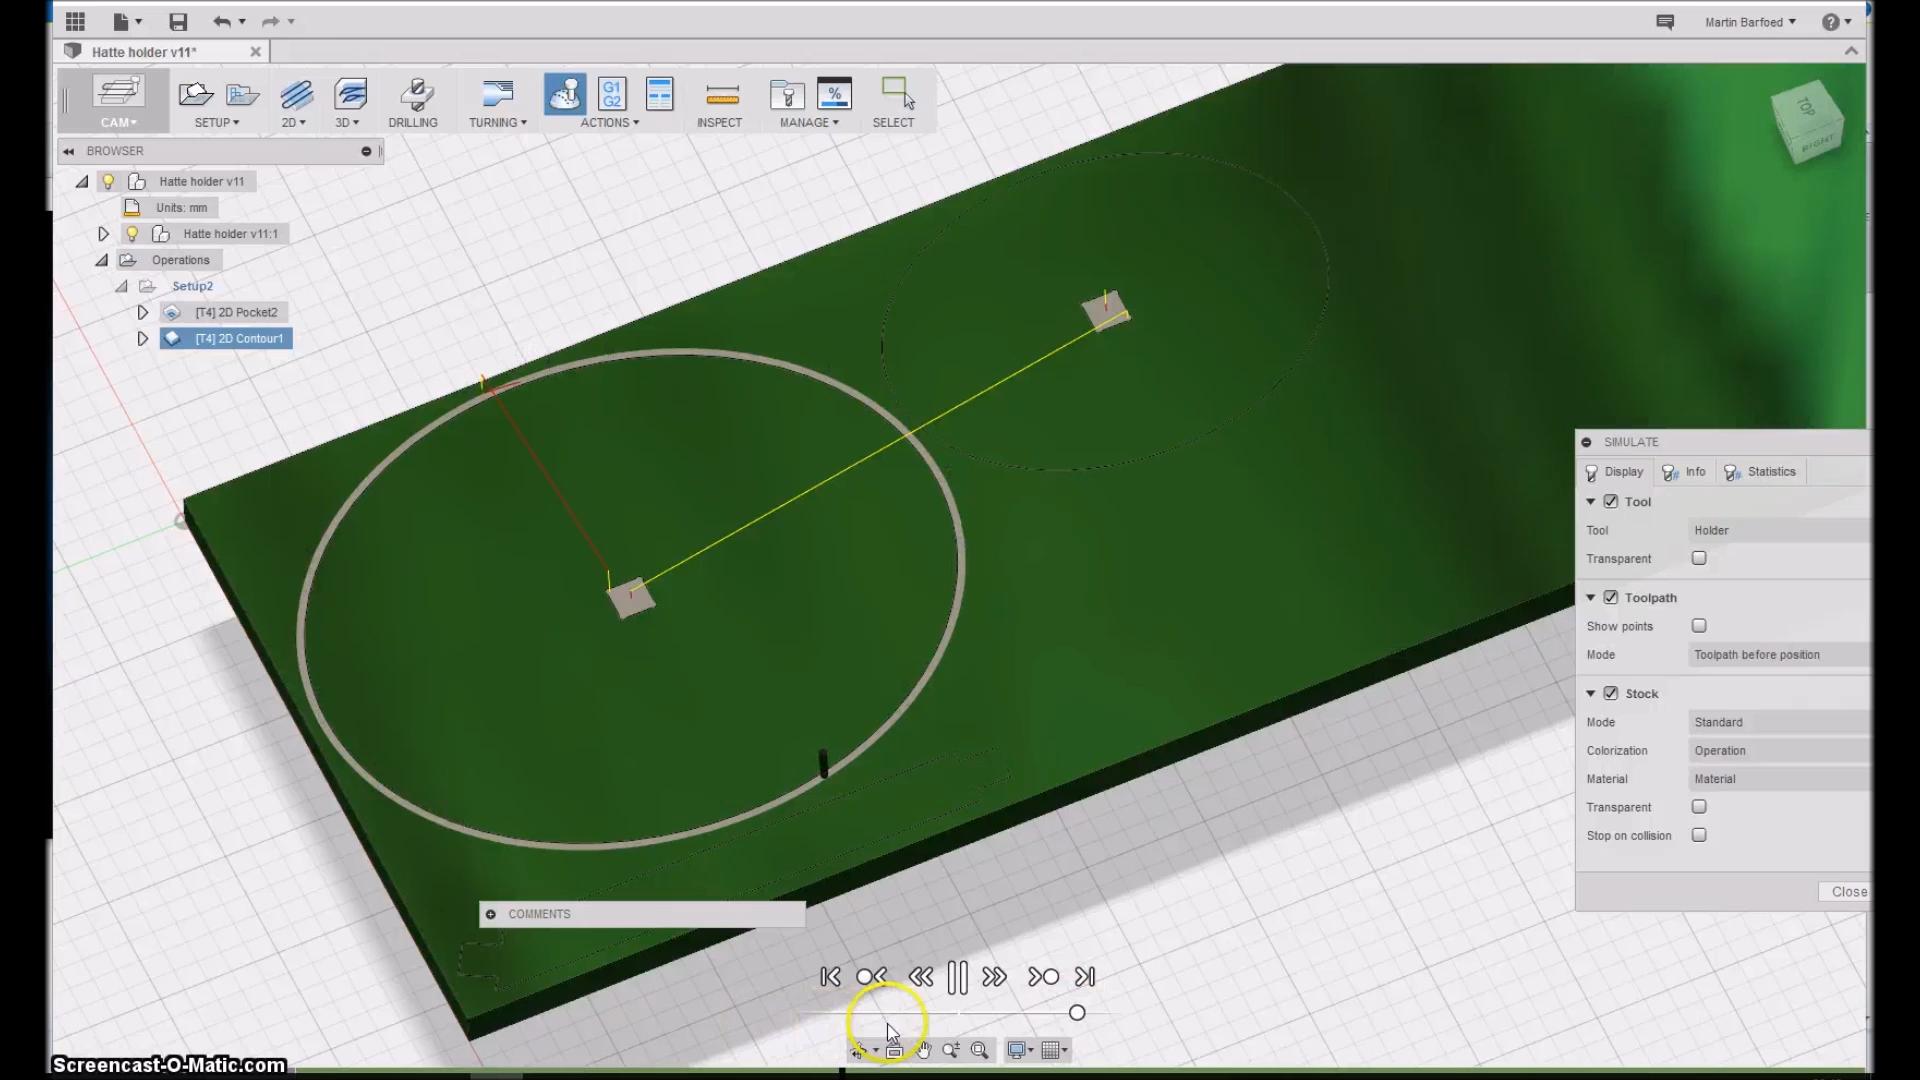 Martin Barfoed
Hatte holder v11*
G1
G2
%
CAM
SETUP
2D
3D
DRILLING
TURNING
ACTIONS
INSPECT
MANAGE
SELECT
TOP
RIGHT
BROWSER
Hatte holder v11
Units: mm
Hatte holder v11:1
Operations
Setup2
[T4] 2D Pocket2
[T4] 2D Contour1
SIMULATE
Display Info Statistics
Tool
Tool Holder
Transparent
Toolpath
Show points
Mode Toolpath before position
Stock
Mode Standard
Colorization Operation
Material Material
Transparent
Stop on collision
Close
COMMENTS
Screencast-O-Matic.com